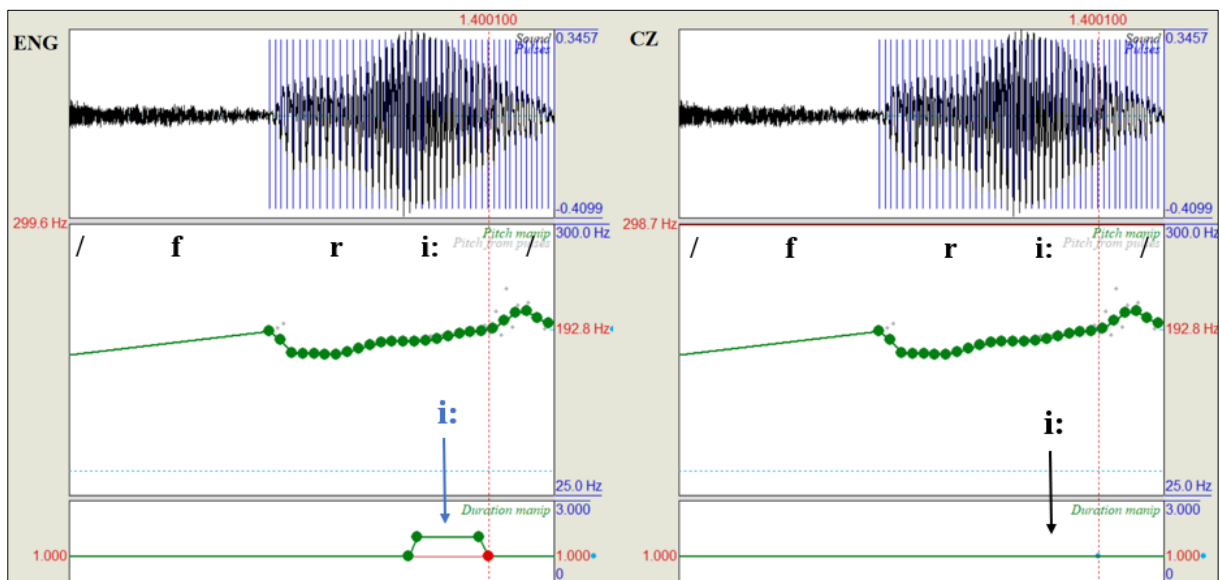 1.400100
ENG
0.3457
Sound
Pulses
-0.4099
299.6 Hz
300.0 Hz
Pitch manip
Pitch from pulses
/ f r i: /
192.8 Hz
i:
25.0 Hz
3.000
Duration manip
1.000
1.000
0
1.400100
CZ
0.3457
Sound
Pulses
-0.4099
298.7 Hz
300.0 Hz
Pitch manip
Pitch from pulses
/ f r i: /
192.8 Hz
i:
25.0 Hz
3.000
Duration manip
1.000
1.000
0